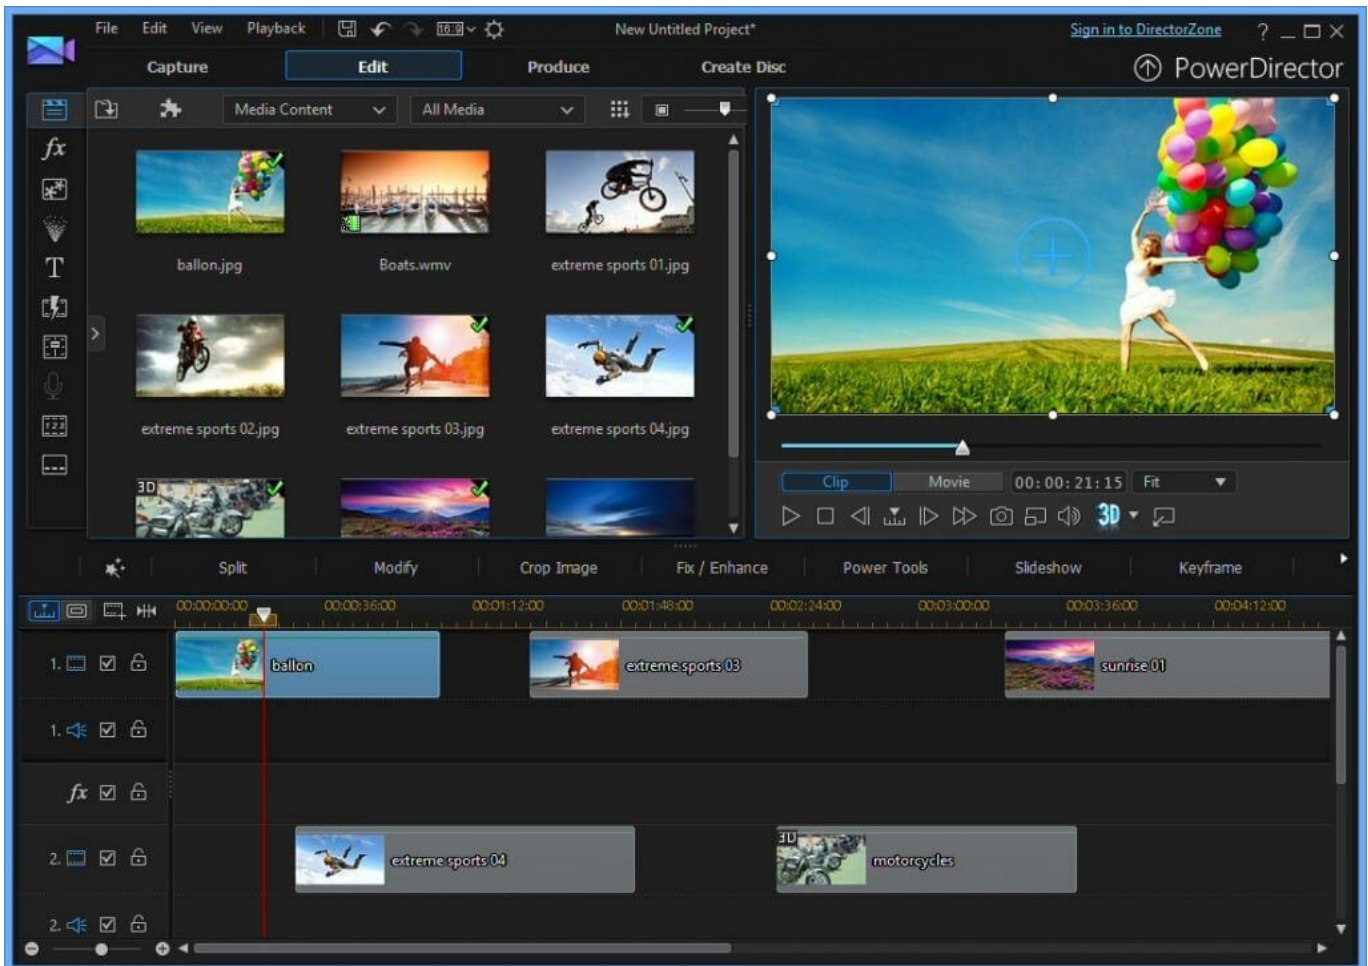 File Edit View Playback 16:9 New Untitled Project* Sign in to DirectorZone ?
Capture Edit Produce Create Disc PowerDirector
Media Content All Media
fx
T
ballon.jpg Boats.wmv extreme sports 01.jpg
extreme sports 02.jpg extreme sports 03.jpg extreme sports 04.jpg
3D
Clip Movie 00:00:21:15 Fit
3D
Split Modify Crop Image Fix / Enhance Power Tools Slideshow Keyframe
00:00:00:00 00:00:36:00 00:01:12:00 00:01:48:00 00:02:24:00 00:03:00:00 00:03:36:00 00:04:12:00
1. ballon extreme sports 03 sunrise 01
1.
fx
2. extreme sports 04 3D motorcycles
2.